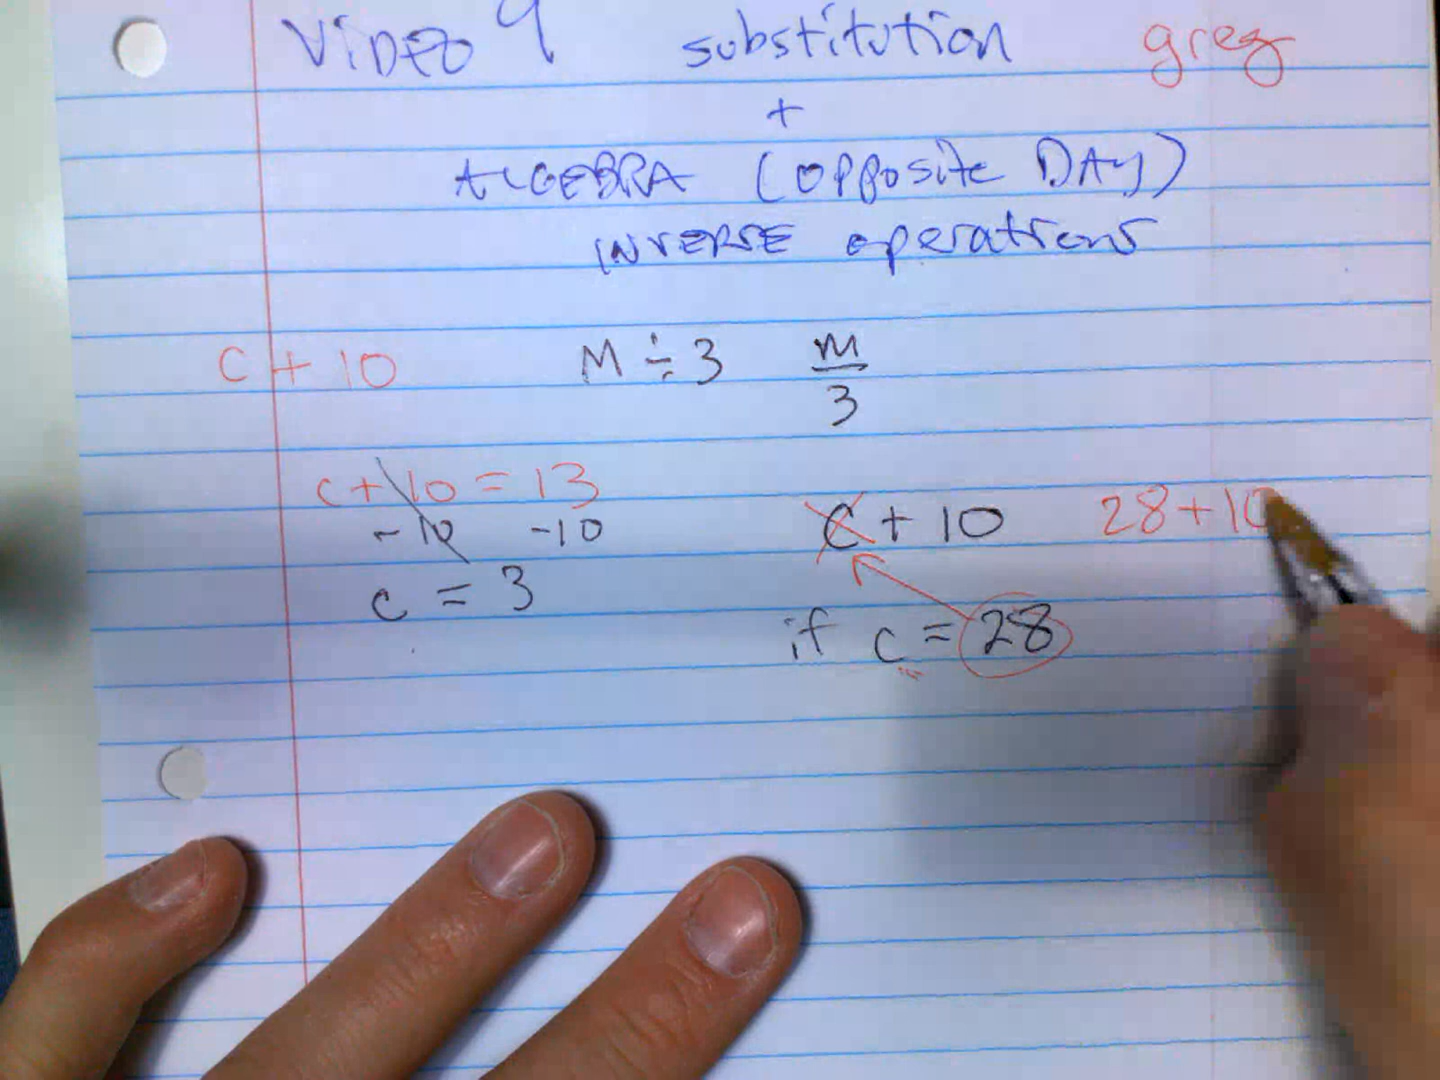 VIDEO 9 substitution greg
+
ALGEBRA (opposite DAY)
INVERSE operations
C + 10 M ÷ 3 m/3
c + 10 = 13
- 10 -10
c = 3
C + 10 28 + 10
if c = 28